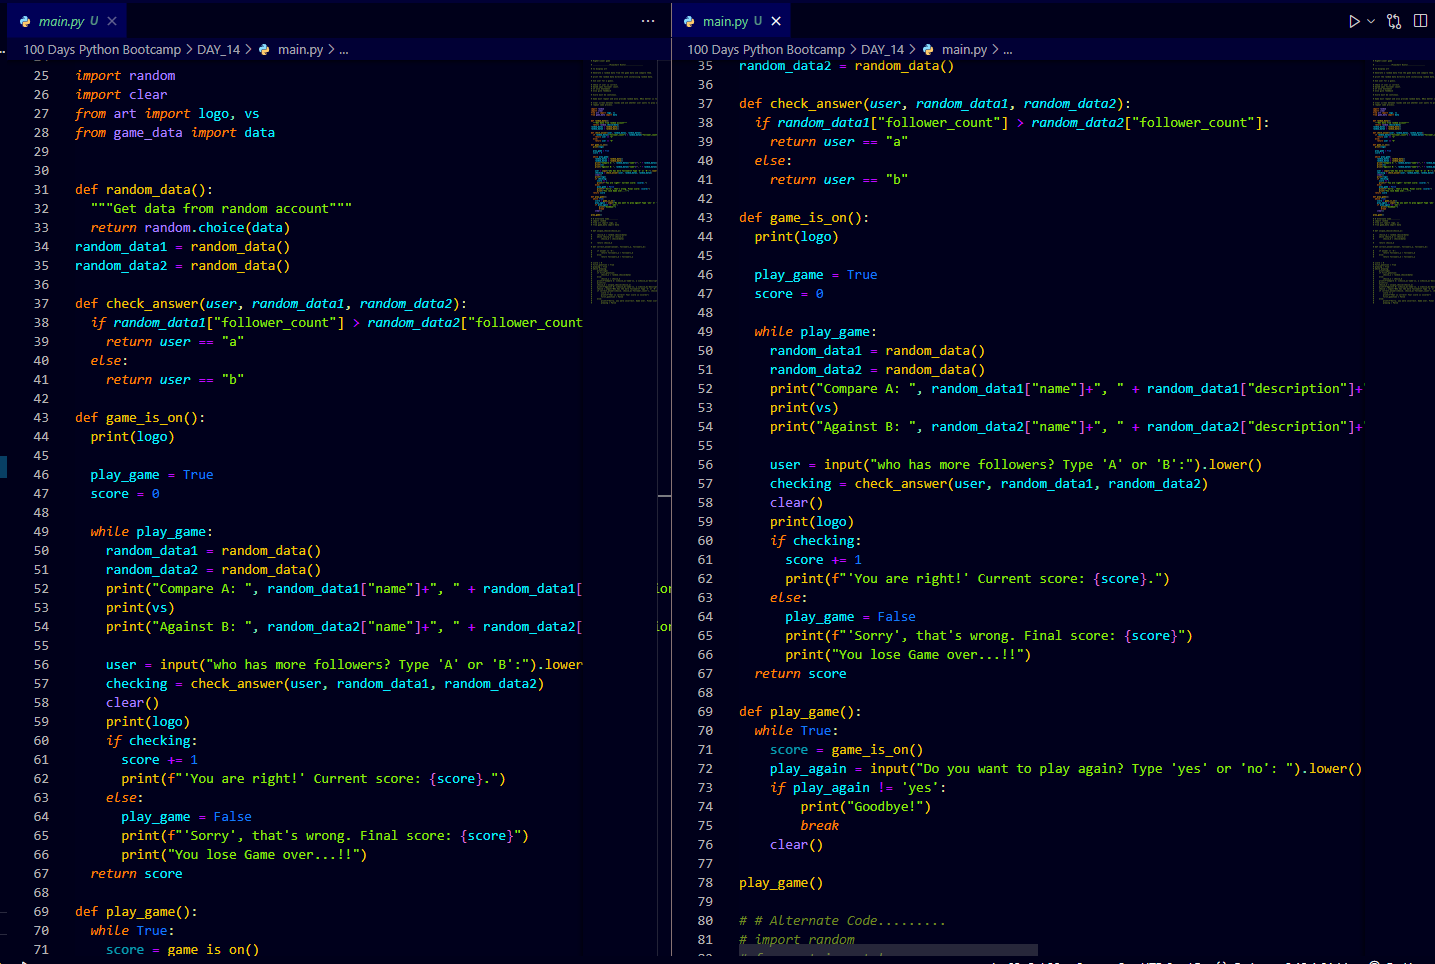 main.py U
100 Days Python Bootcamp > DAY_14 > main.py > ...
25 import random
26 import clear
27 from art import logo, vs
28 from game_data import data
29
30
31 def random_data():
32 """Get data from random account"""
33 return random.choice(data)
34 random_data1 = random_data()
35 random_data2 = random_data()
36
37 def check_answer(user, random_data1, random_data2):
38 if random_data1["follower_count"] > random_data2["follower_count
39 return user == "a"
40 else:
41 return user == "b"
42
43 def game_is_on():
44 print(logo)
45
46 play_game = True
47 score = 0
48
49 while play_game:
50 random_data1 = random_data()
51 random_data2 = random_data()
52 print("Compare A: ", random_data1["name"]+", " + random_data1[
53 print(vs)
54 print("Against B: ", random_data2["name"]+", " + random_data2[
55
56 user = input("who has more followers? Type 'A' or 'B':").lower
57 checking = check_answer(user, random_data1, random_data2)
58 clear()
59 print(logo)
60 if checking:
61 score += 1
62 print(f"'You are right!' Current score: {score}.")
63 else:
64 play_game = False
65 print(f"'Sorry', that's wrong. Final score: {score}")
66 print("You lose Game over...!!")
67 return score
68
69 def play_game():
70 while True:
71 score = game_is_on()
main.py U
100 Days Python Bootcamp > DAY_14 > main.py > ...
35 random_data2 = random_data()
36
37 def check_answer(user, random_data1, random_data2):
38 if random_data1["follower_count"] > random_data2["follower_count"]:
39 return user == "a"
40 else:
41 return user == "b"
42
43 def game_is_on():
44 print(logo)
45
46 play_game = True
47 score = 0
48
49 while play_game:
50 random_data1 = random_data()
51 random_data2 = random_data()
52 print("Compare A: ", random_data1["name"]+", " + random_data1["description"]+
53 print(vs)
54 print("Against B: ", random_data2["name"]+", " + random_data2["description"]+
55
56 user = input("who has more followers? Type 'A' or 'B':").lower()
57 checking = check_answer(user, random_data1, random_data2)
58 clear()
59 print(logo)
60 if checking:
61 score += 1
62 print(f"'You are right!' Current score: {score}.")
63 else:
64 play_game = False
65 print(f"'Sorry', that's wrong. Final score: {score}")
66 print("You lose Game over...!!")
67 return score
68
69 def play_game():
70 while True:
71 score = game_is_on()
72 play_again = input("Do you want to play again? Type 'yes' or 'no': ").lower()
73 if play_again != 'yes':
74 print("Goodbye!")
75 break
76 clear()
77
78 play_game()
79
80 # # Alternate Code.........
81 # import random